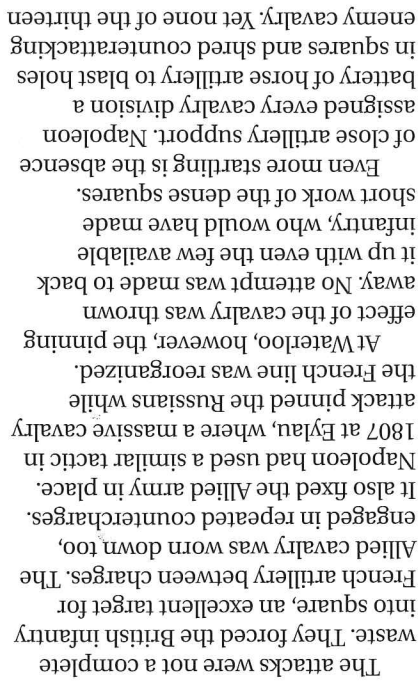 The attacks were not a complete
waste. They forced the British infantry
into square, an excellent target for
French artillery between charges. The
Allied cavalry was worn down, too,
engaged in repeated countercharges.
It also fixed the Allied army in place.
Napoleon had used a similar tactic in
1807 at Eylau, where a massive cavalry
attack pinned the Russians while
the French line was reorganized.
At Waterloo, however, the pinning
effect of the cavalry was thrown
away. No attempt was made to back
it up with even the few available
infantry, who would have made
short work of the dense squares.
Even more startling is the absence
of close artillery support. Napoleon
assigned every cavalry division a
battery of horse artillery to blast holes
in squares and shred counterattacking
enemy cavalry. Yet none of the thirteen